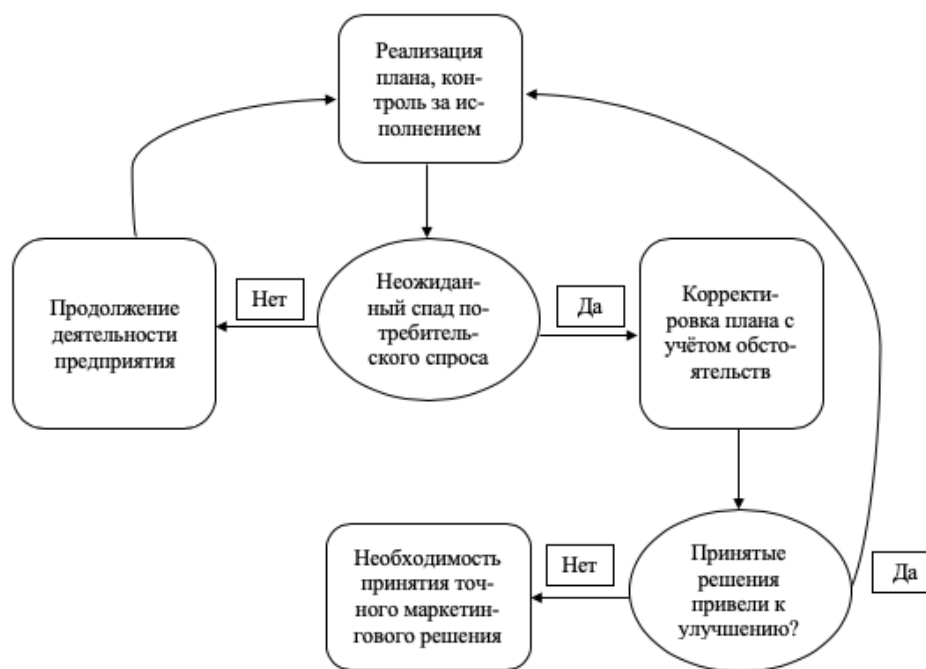 Реализация
плана, кон-
троль за ис-
полнением
Продолжение
деятельности
предприятия
Нет
Неожидан-
ный спад по-
требитель-
ского спроса
Да
Корректи-
ровка плана с
учётом обсто-
ятельств
Необходимость
принятия точ-
ного маркетин-
гового решения
Нет
Принятые
решения
привели к
улучшению?
Да